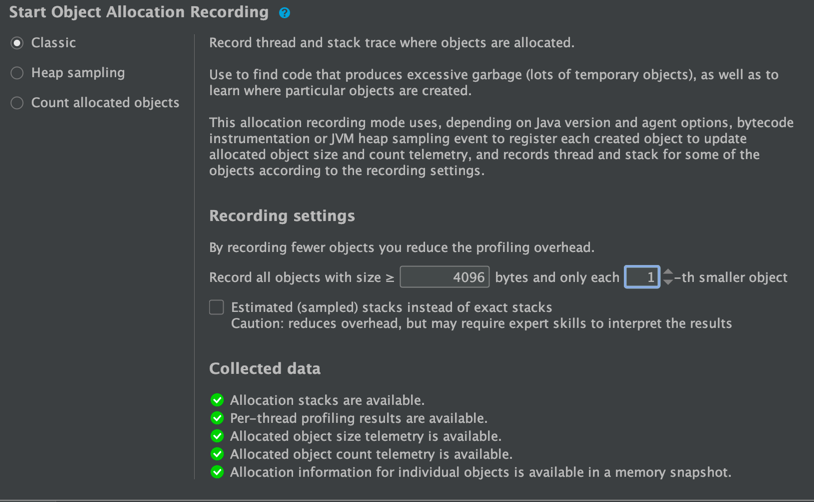 Start Object Allocation Recording ?
Classic
Heap sampling
Count allocated objects
Record thread and stack trace where objects are allocated.
Use to find code that produces excessive garbage (lots of temporary objects), as well as to
learn where particular objects are created.
This allocation recording mode uses, depending on Java version and agent options, bytecode
instrumentation or JVM heap sampling event to register each created object to update
allocated object size and count telemetry, and records thread and stack for some of the
objects according to the recording settings.
Recording settings
By recording fewer objects you reduce the profiling overhead.
Record all objects with size ≥ 4096 bytes and only each 1 -th smaller object
Estimated (sampled) stacks instead of exact stacks
Caution: reduces overhead, but may require expert skills to interpret the results
Collected data
Allocation stacks are available.
Per-thread profiling results are available.
Allocated object size telemetry is available.
Allocated object count telemetry is available.
Allocation information for individual objects is available in a memory snapshot.